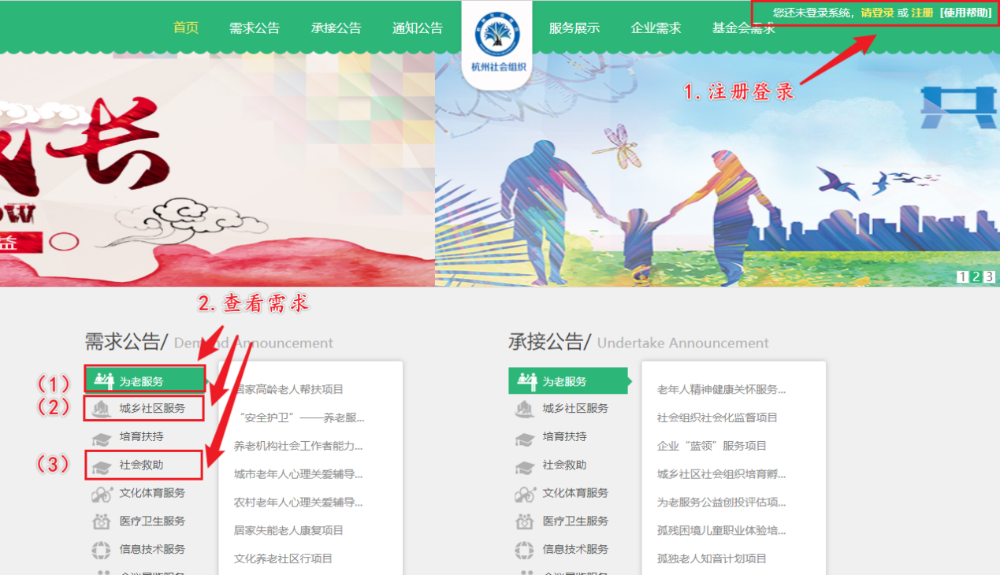 您还未登录系统，请登录 或 注册 [使用帮助]
首页 需求公告 承接公告 通知公告 服务展示 企业需求 基金会需求
杭州社会组织
1. 注册登录
长
益
1 2 3
2. 查看需求
需求公告/ Demand Announcement
(1) 为老服务
(2) 城乡社区服务
培育扶持
(3) 社会救助
文化体育服务
医疗卫生服务
信息技术服务
居家高龄老人帮扶项目
“安全护卫”——养老服...
养老机构社会工作者能力...
城市老年人心理关爱辅导...
农村老年人心理关爱辅导...
居家失能老人康复项目
文化养老社区行项目
承接公告/ Undertake Announcement
为老服务
城乡社区服务
培育扶持
社会救助
文化体育服务
医疗卫生服务
信息技术服务
老年人精神健康关怀服务...
社会组织社会化监督项目
企业“蓝领”服务项目
城乡社区社会组织培育孵...
为老服务公益创投评估项...
孤残困境儿童职业体验培...
孤独老人知音计划项目